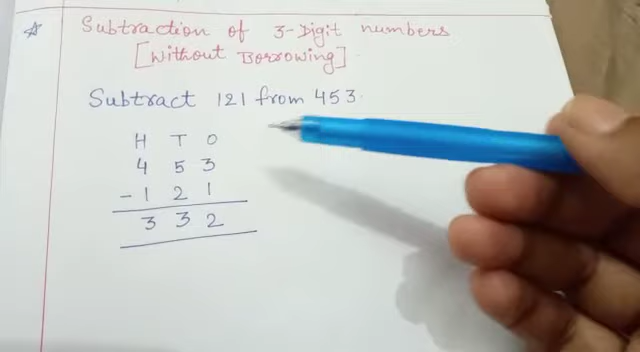 ☆ Subtraction of 3-Digit numbers
[Without Borrowing]
Subtract 121 from 453.
H T O
4 5 3
- 1 2 1
3 3 2